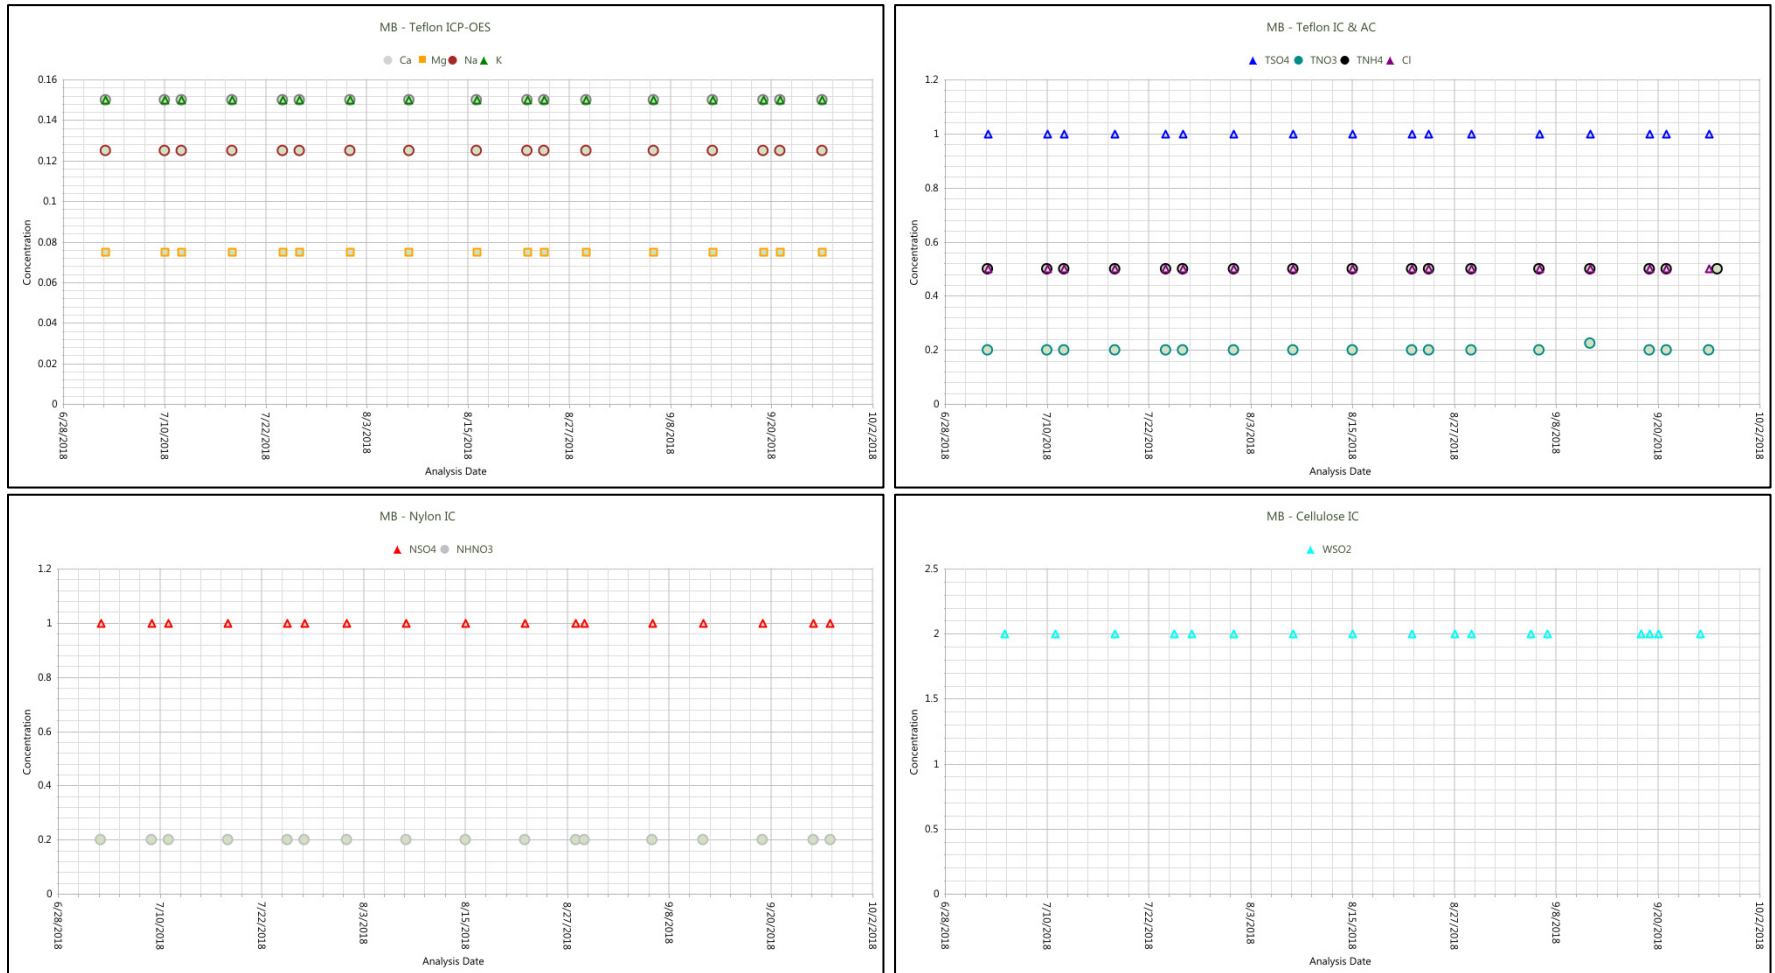 MB - Teflon ICP-OES
Ca Mg Na K
0.16
0.14
0.12
0.1
0.08
0.06
0.04
0.02
0
Concentration
6/28/2018 7/10/2018 7/22/2018 8/3/2018 8/15/2018 8/27/2018 9/8/2018 9/20/2018 10/2/2018
Analysis Date
MB - Teflon IC & AC
TSO4 TNO3 TNH4 Cl
1.2
1
0.8
0.6
0.4
0.2
0
Concentration
6/28/2018 7/10/2018 7/22/2018 8/3/2018 8/15/2018 8/27/2018 9/8/2018 9/20/2018 10/2/2018
Analysis Date
MB - Nylon IC
NSO4 NHNO3
1.2
1
0.8
0.6
0.4
0.2
0
Concentration
6/28/2018 7/10/2018 7/22/2018 8/3/2018 8/15/2018 8/27/2018 9/8/2018 9/20/2018 10/2/2018
Analysis Date
MB - Cellulose IC
WSO2
2.5
2
1.5
1
0.5
0
Concentration
6/28/2018 7/10/2018 7/22/2018 8/3/2018 8/15/2018 8/27/2018 9/8/2018 9/20/2018 10/2/2018
Analysis Date